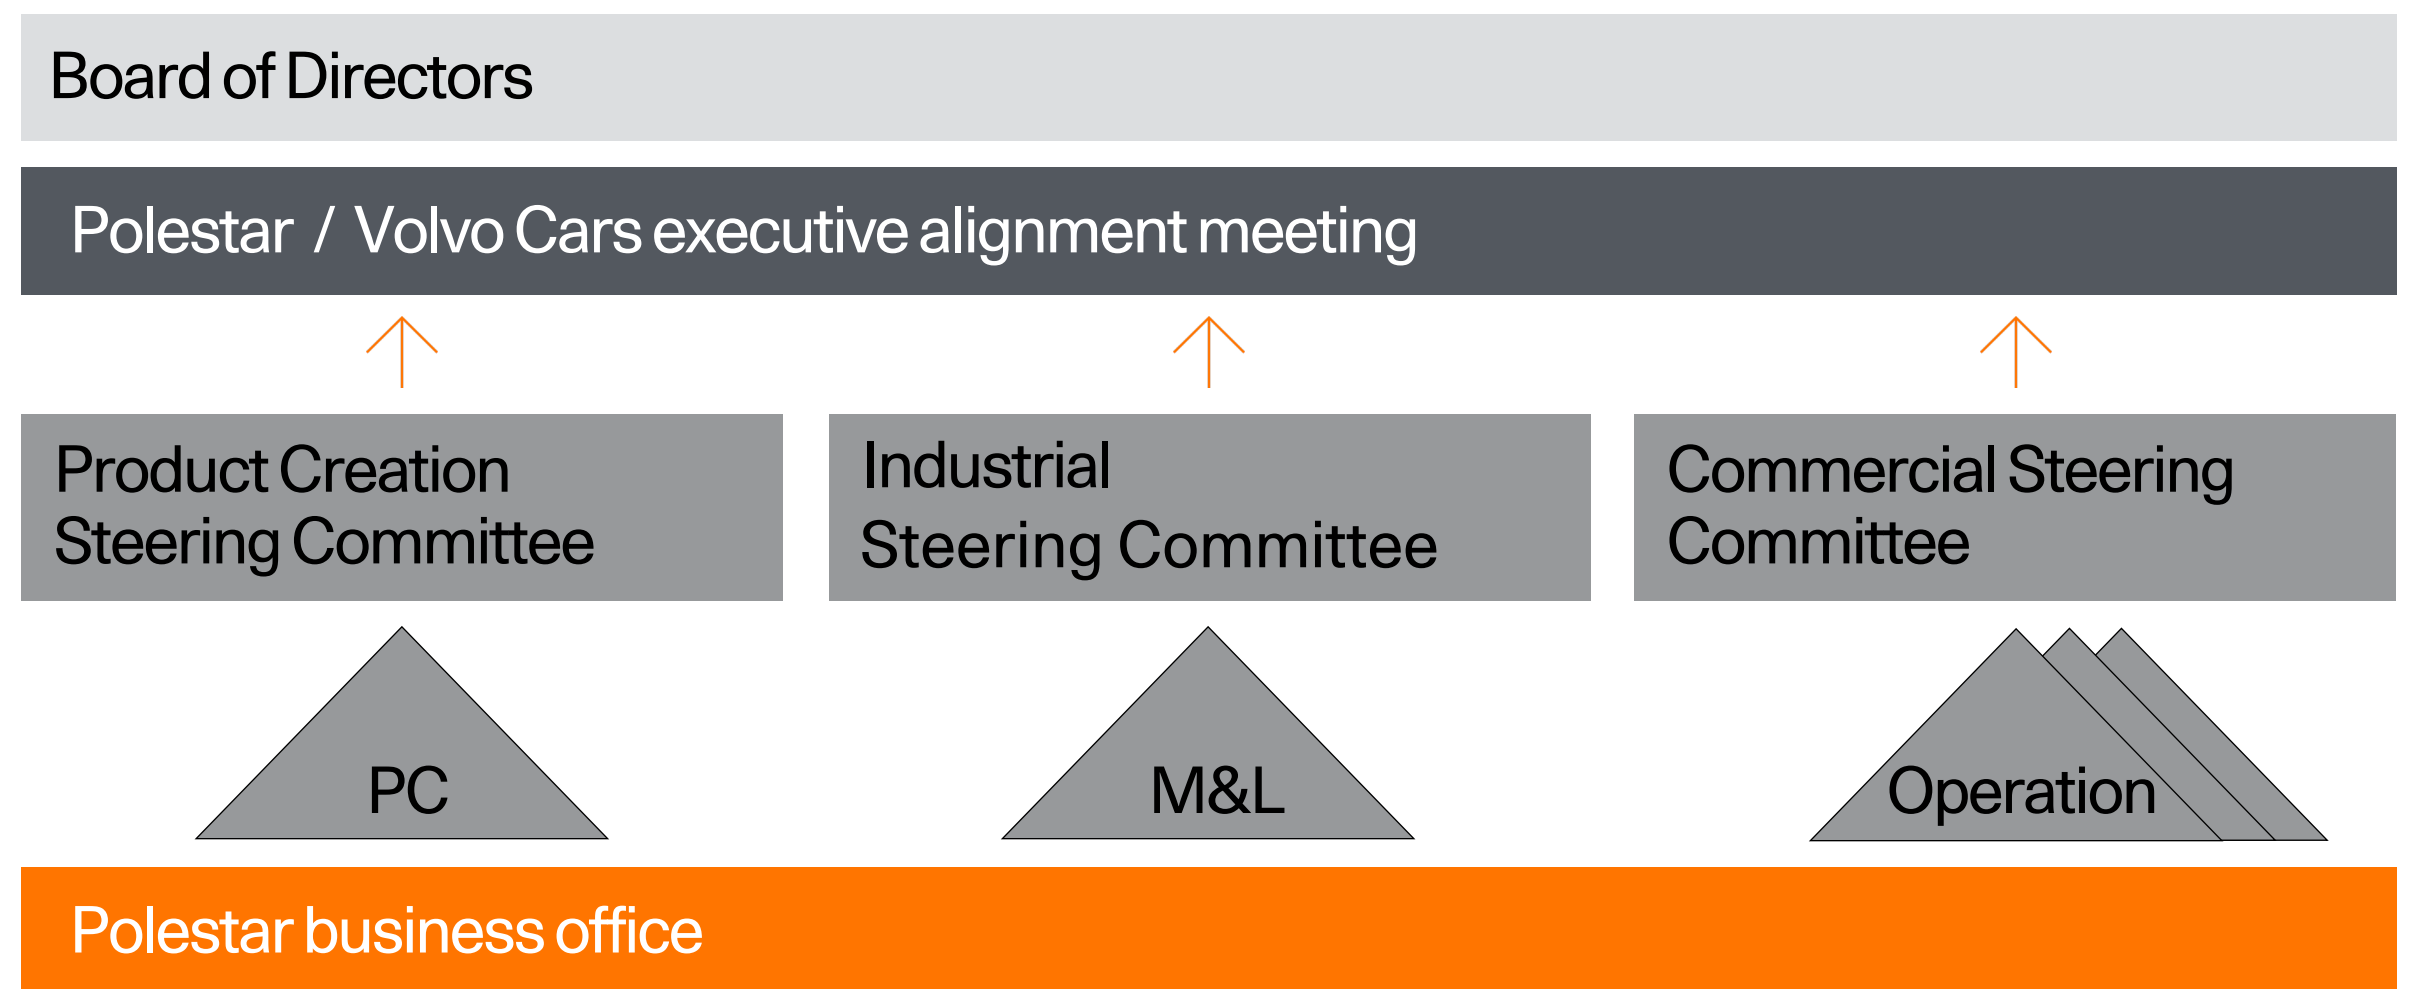 Board of Directors
Polestar / Volvo Cars executive alignment meeting
Product Creation
Steering Committee
Industrial
Steering Committee
Commercial Steering
Committee
PC
M&L
Operation
Polestar business office